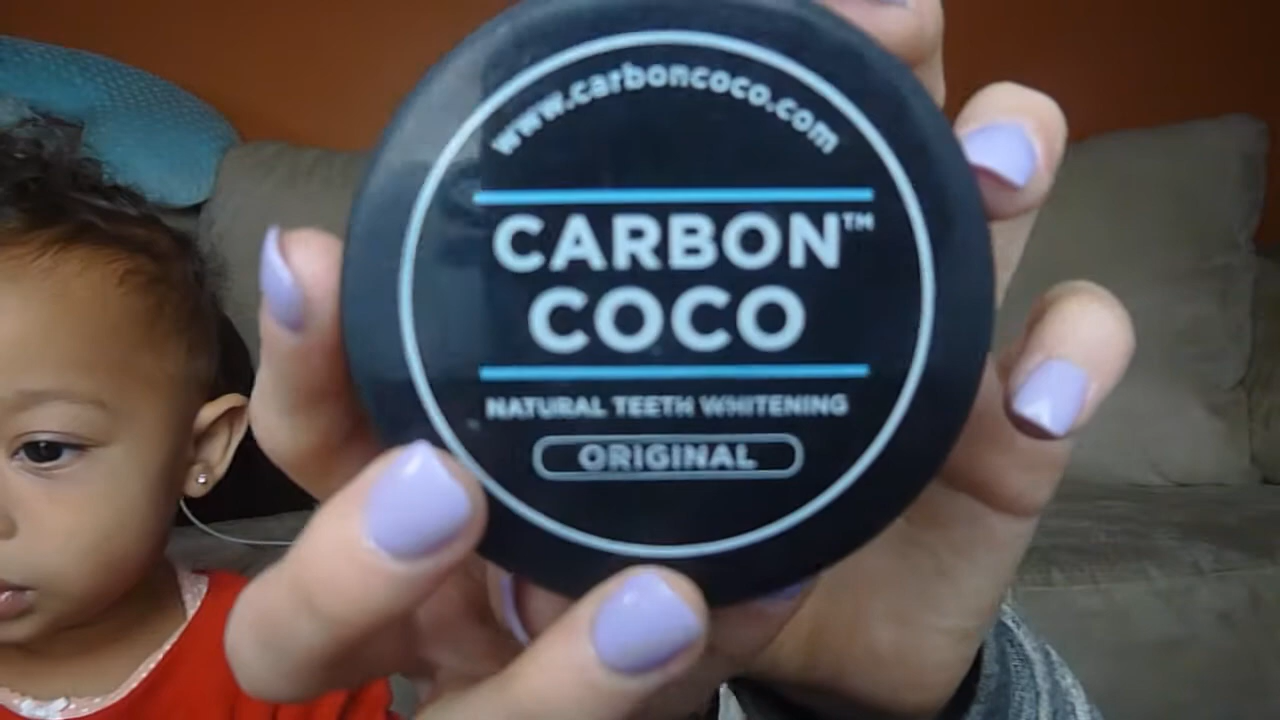 www.carboncoco.com
CARBON™
COCO
NATURAL TEETH WHITENING
ORIGINAL